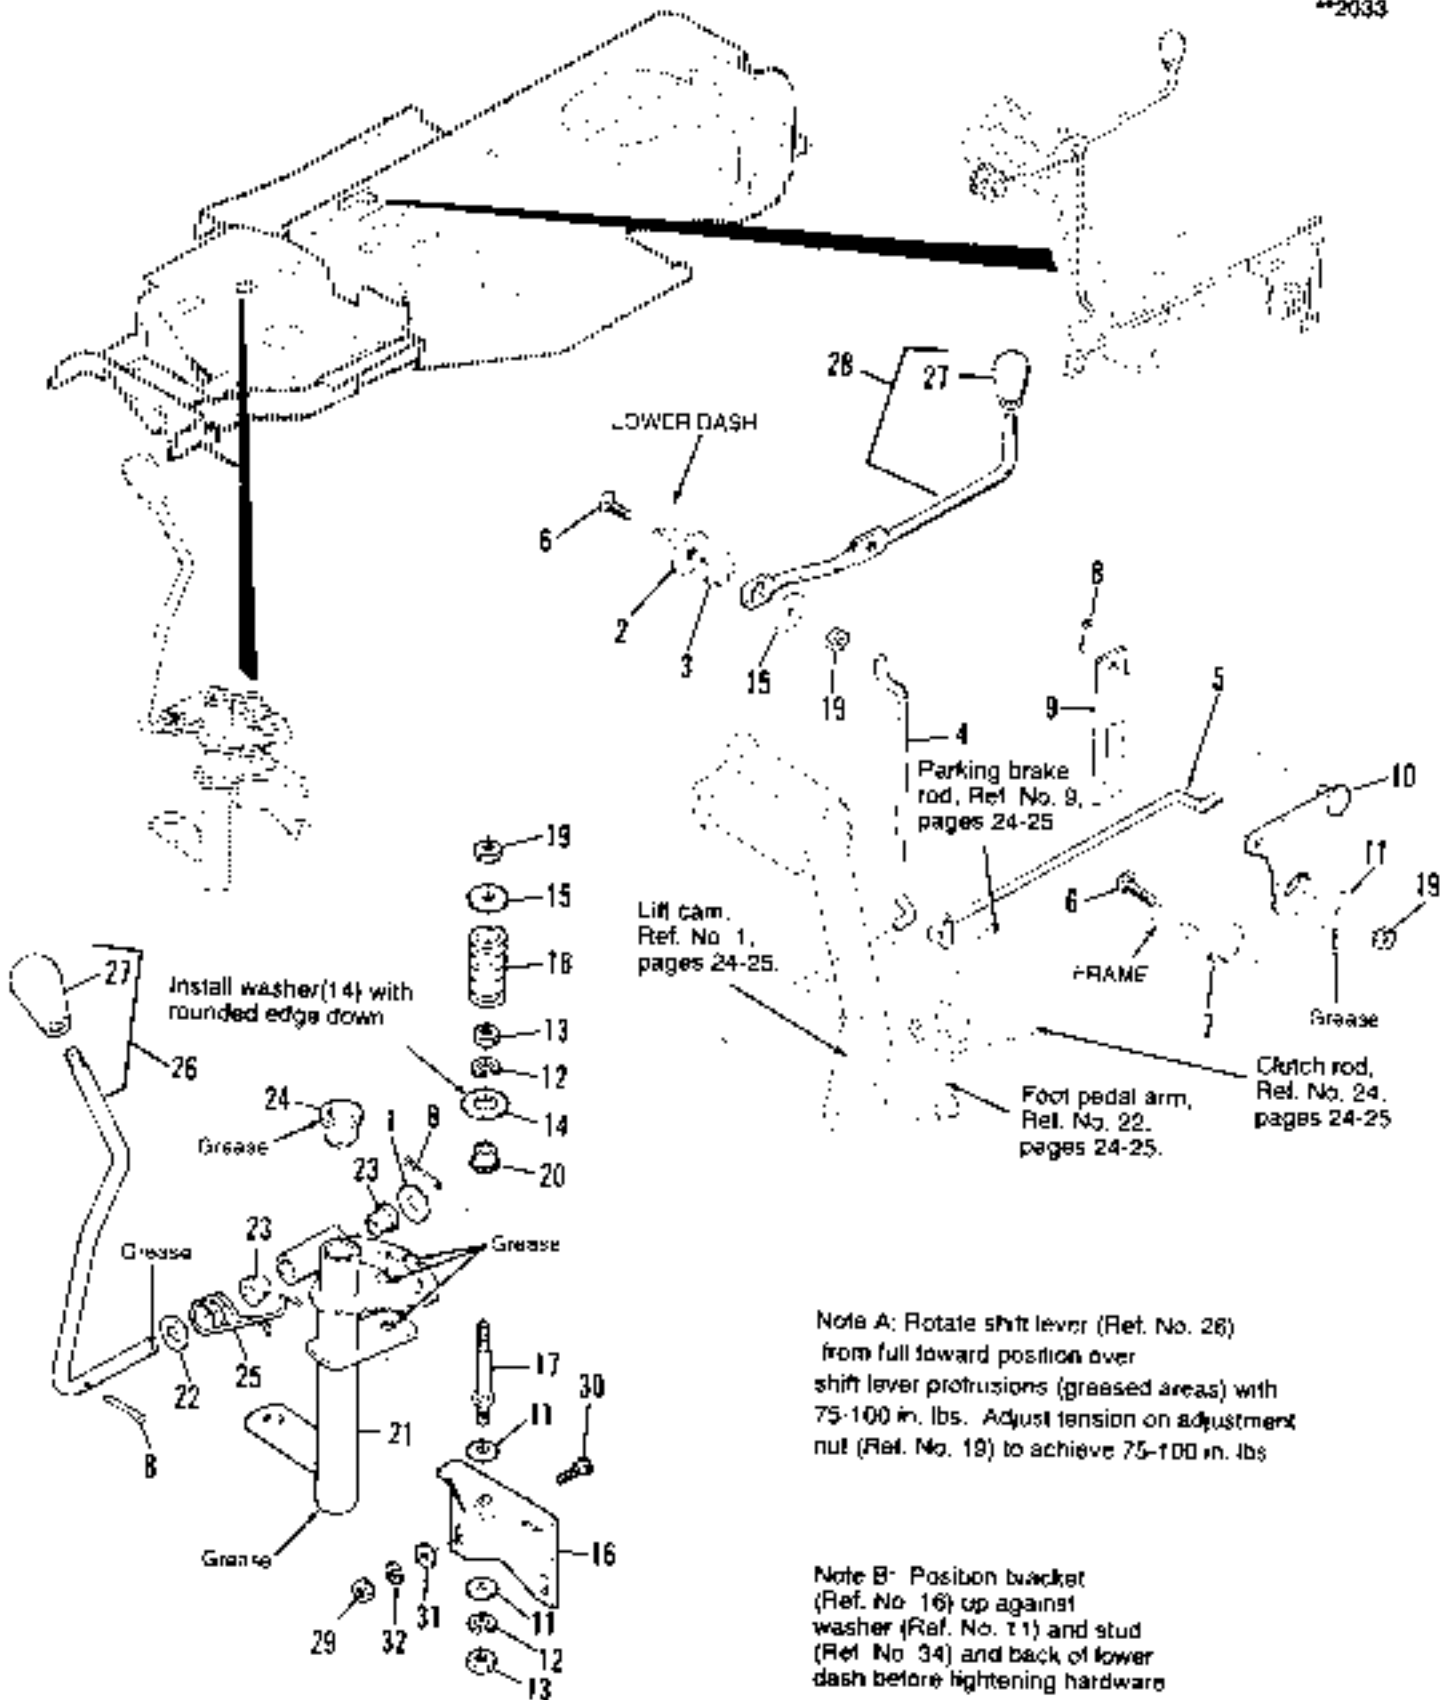 **2033
28
27
LOWER DASH
6
2
3
15
19
8
9
5
4
Parking brake
rod, Ref. No. 9,
pages 24-25
10
11
19
6
FRAME
7
Grease
Lift cam.
Ref. No. 1,
pages 24-25.
Clutch rod,
Ref. No. 24.
pages 24-25
Foot pedal arm,
Ref. No. 22.
pages 24-25.
19
15
18
13
12
14
20
27
26
Install washer(14) with
rounded edge down
24
Grease
1
8
23
23
Grease
Grease
22
25
8
21
Grease
17
11
30
16
31
32
29
11
12
13
Note A: Rotate shift lever (Ref. No. 26)
from full toward position over
shift lever protrusions (greased areas) with
75-100 in. lbs. Adjust tension on adjustment
nut (Ref. No. 19) to achieve 75-100 in. lbs
Note B: Position bracket
(Ref. No 16) up against
washer (Ref. No. 11) and stud
(Ref No 34) and back of lower
dash before tightening hardware